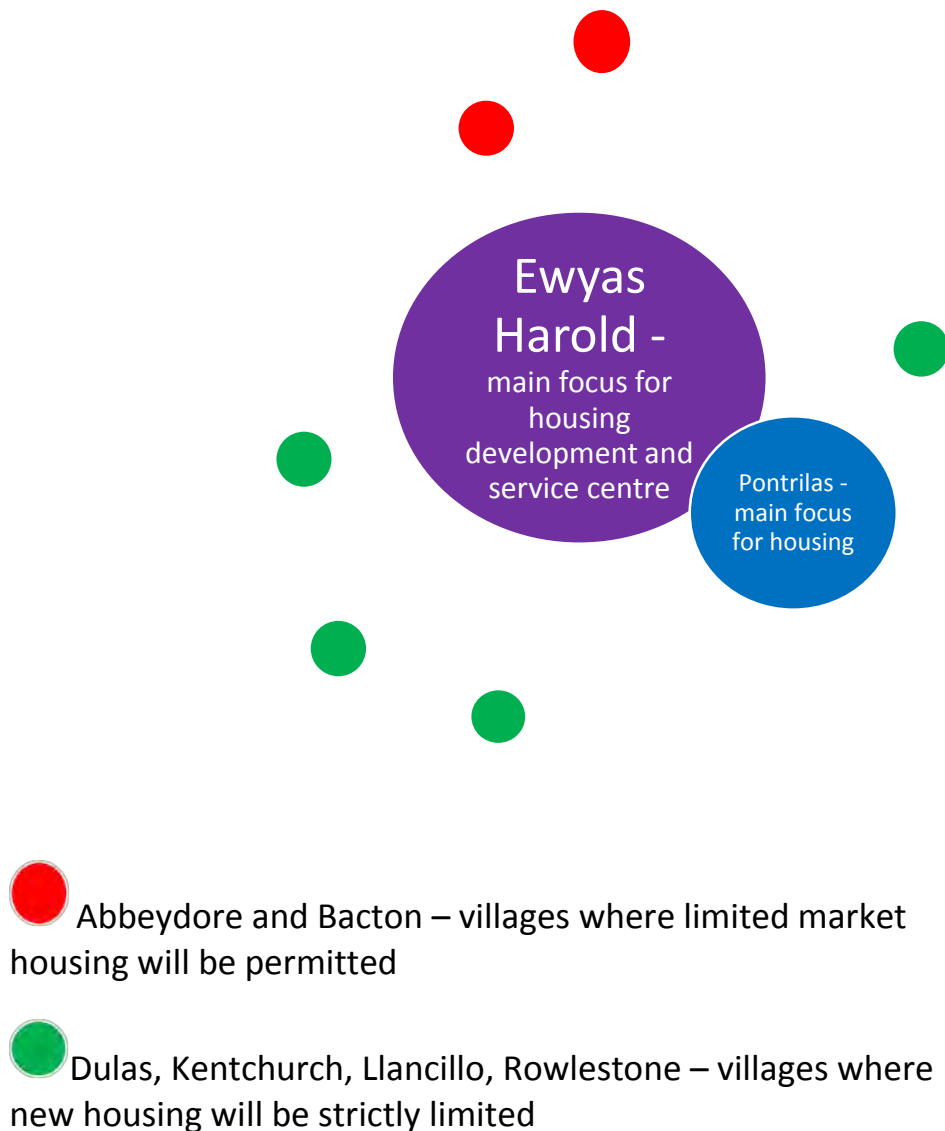 Ewyas
Harold -
main focus for
housing
development and
service centre
Pontrilas -
main focus
for housing
Abbeydore and Bacton – villages where limited market
housing will be permitted
Dulas, Kentchurch, Llancillo, Rowlestone – villages where
new housing will be strictly limited